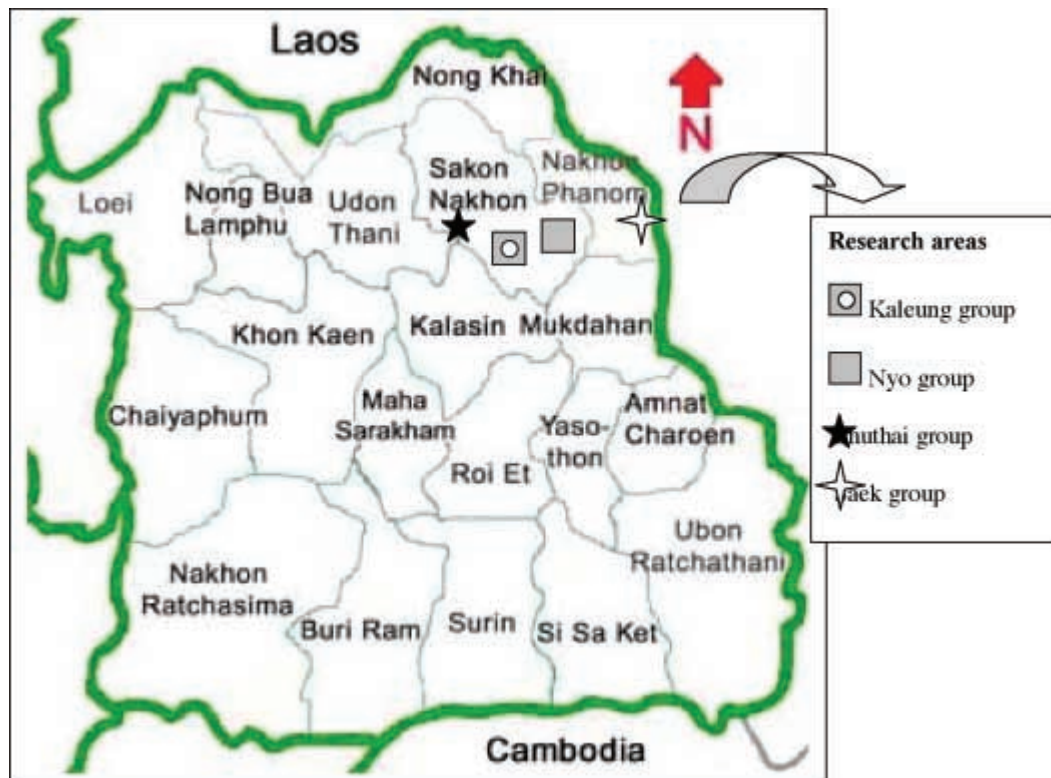 Laos
Nong Khai
N
Sakon
Nakhon
Nakhon
Phanom
Loei
Nong Bua
Lamphu
Udon
Thani
Research areas
Kaleung group
Nyo group
group
group
Khon Kaen
Kalasin
Mukdahan
Chaiyaphum
Maha
Sarakham
Roi Et
Yaso-
thon
Amnat
Charoen
Ubon
Ratchathani
Nakhon
Ratchasima
Buri Ram
Surin
Si Sa Ket
Cambodia